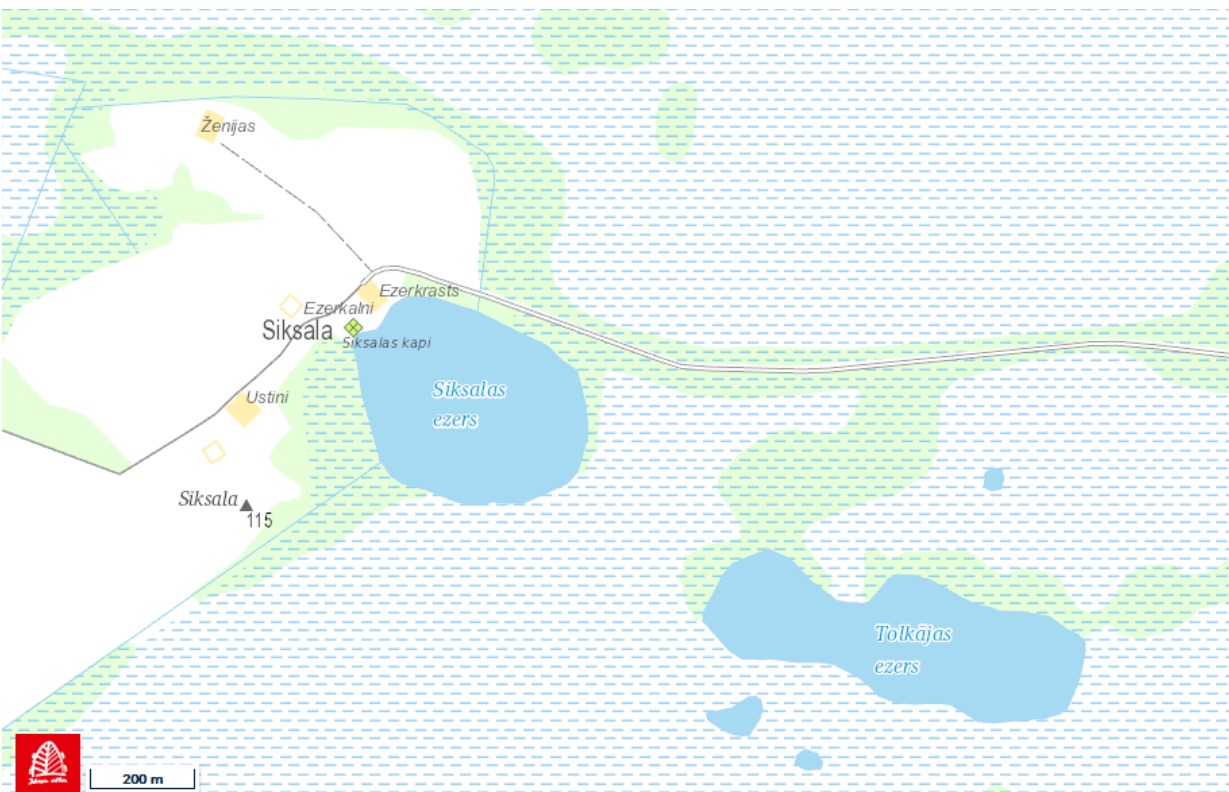 Ženijas
Ezerkrasts
Ezerkalni
Siksala
Siksalas kapi
Siksalas
ezers
Ustini
Siksala
115
Tolkājas
ezers
200 m